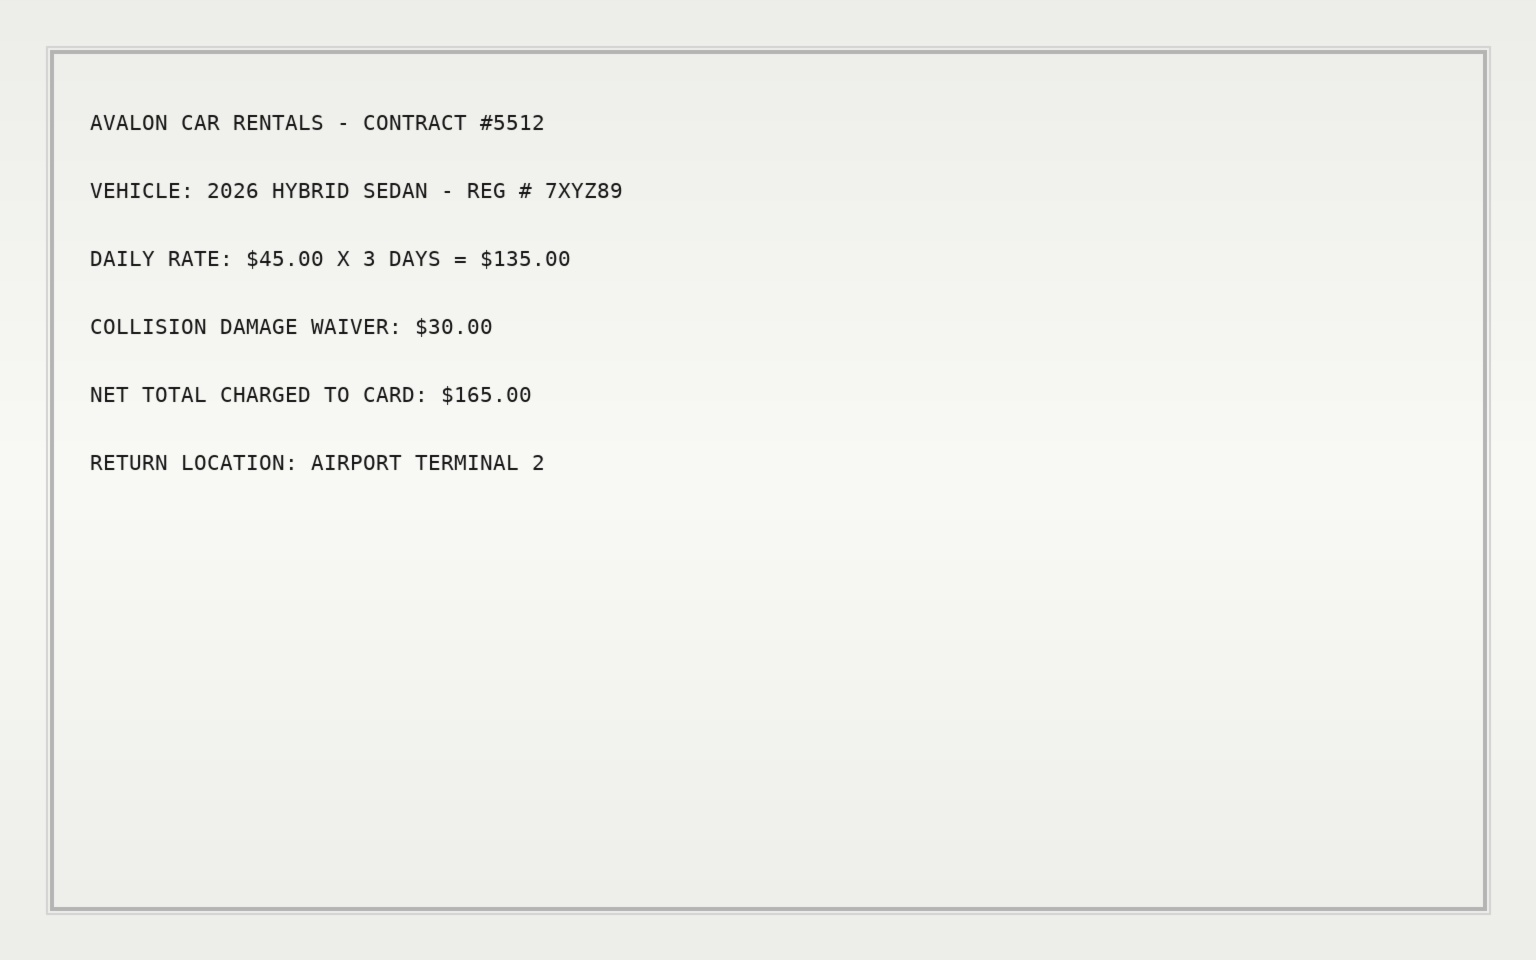 AVALON CAR RENTALS - CONTRACT #5512
VEHICLE: 2026 HYBRID SEDAN - REG # 7XYZ89
DAILY RATE: $45.00 X 3 DAYS = $135.00
COLLISION DAMAGE WAIVER: $30.00
NET TOTAL CHARGED TO CARD: $165.00
RETURN LOCATION: AIRPORT TERMINAL 2